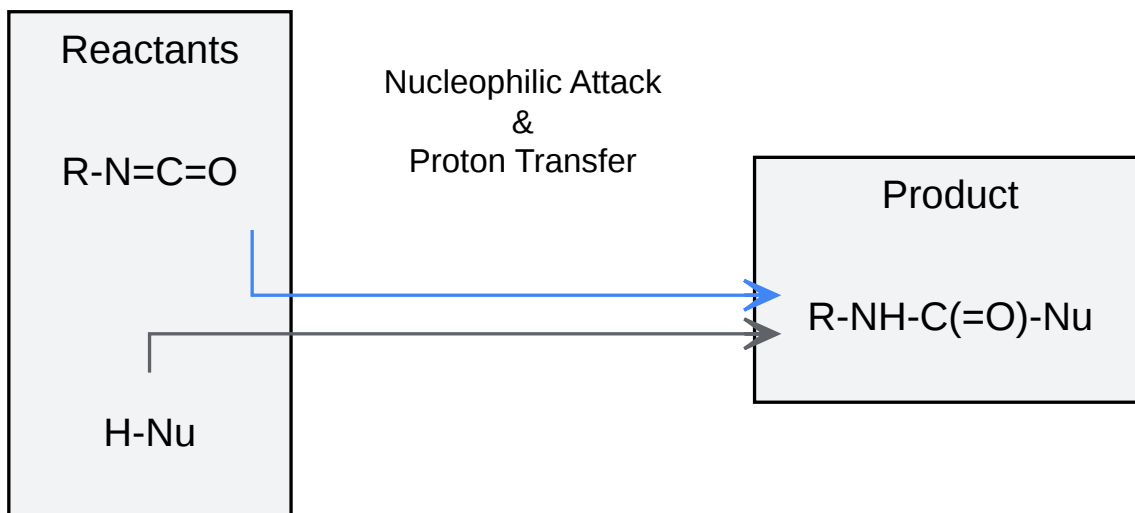 Reactants
R-N=C=O
H-Nu
Nucleophilic Attack
&
Proton Transfer
Product
R-NH-C(=O)-Nu